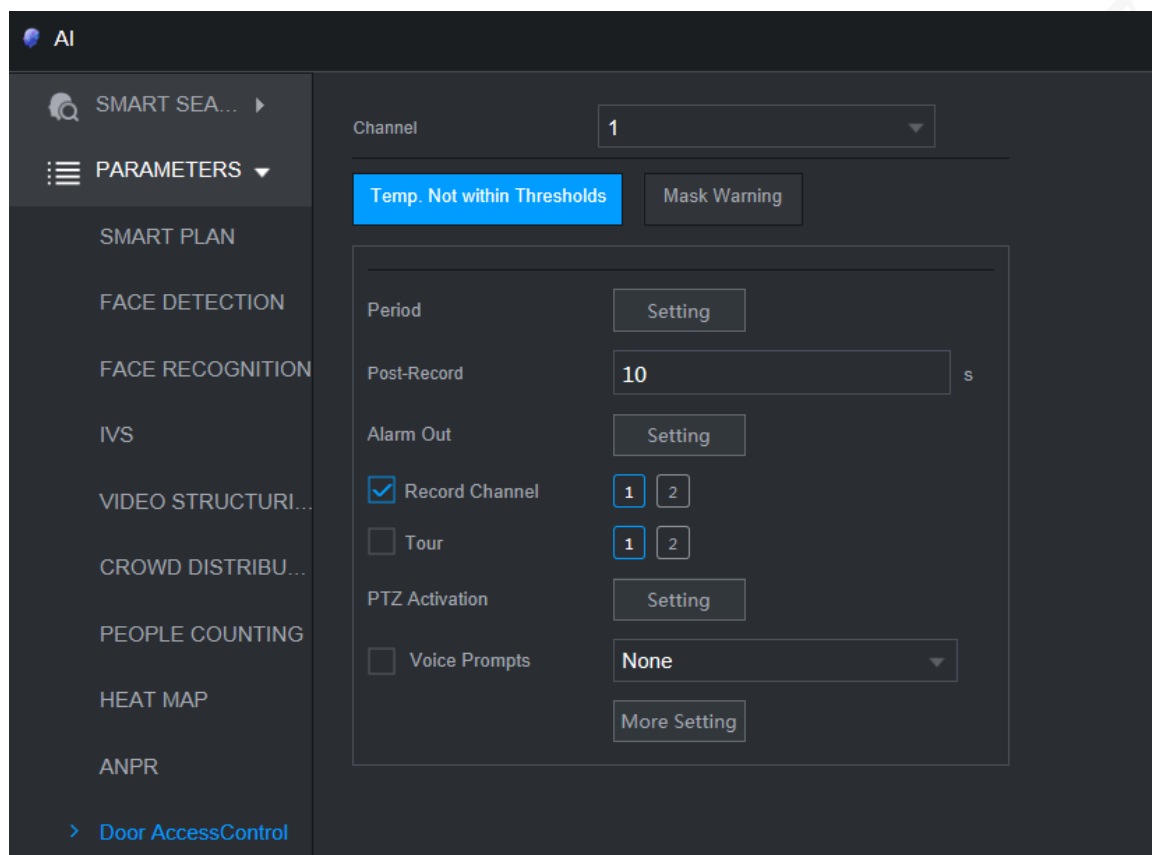 AI
SMART SEA...
PARAMETERS
SMART PLAN
FACE DETECTION
FACE RECOGNITION
IVS
VIDEO STRUCTURI...
CROWD DISTRIBU...
PEOPLE COUNTING
HEAT MAP
ANPR
Door AccessControl
Channel 1
Temp. Not within Thresholds Mask Warning
Period Setting
Post-Record 10 s
Alarm Out Setting
Record Channel 1 2
Tour 1 2
PTZ Activation Setting
Voice Prompts None
More Setting